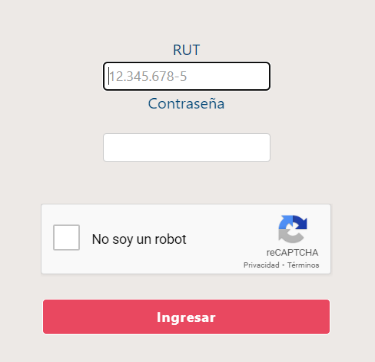 RUT
12.345.678-5
Contraseña
No soy un robot
reCAPTCHA
Privacidad - Términos
Ingresar